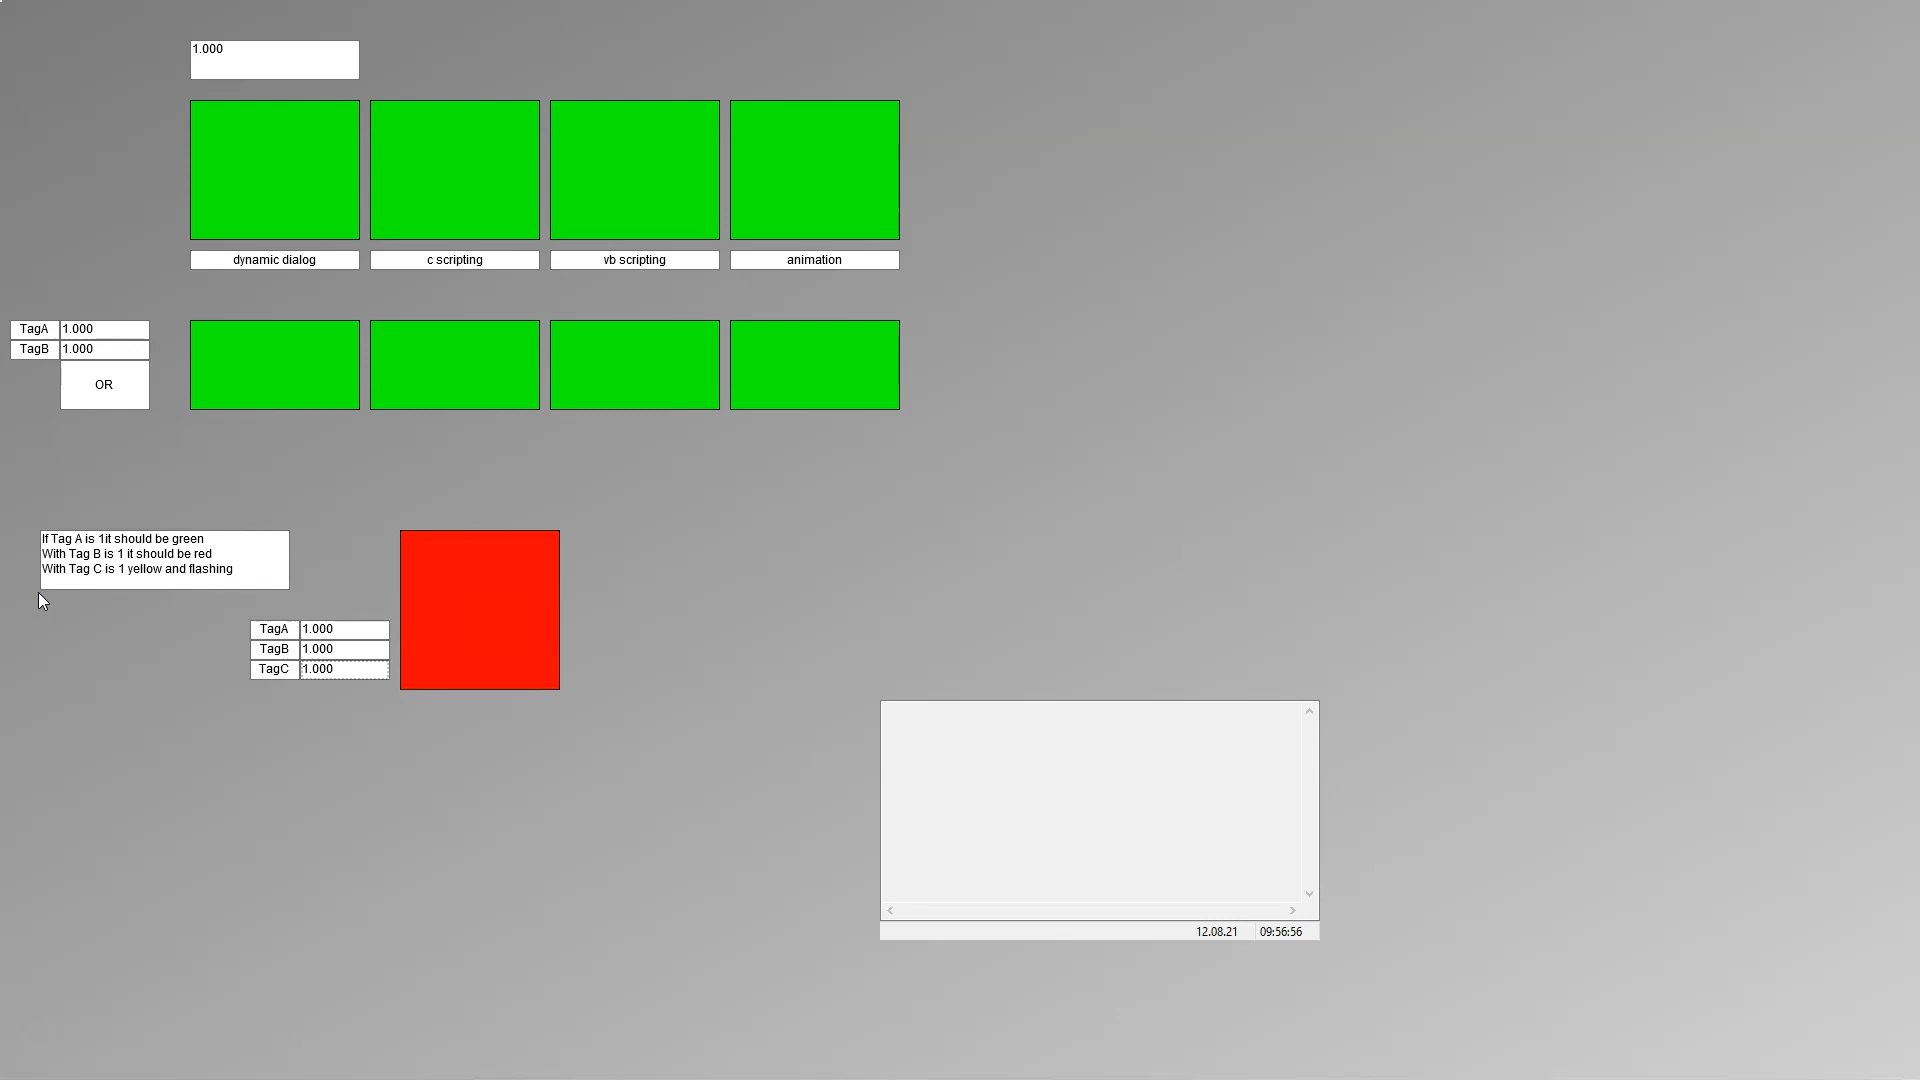 1.000
dynamic dialog
c scripting
vb scripting
animation
TagA 1.000
TagB 1.000
OR
If Tag A is 1it should be green
With Tag B is 1 it should be red
With Tag C is 1 yellow and flashing
TagA 1.000
TagB 1.000
TagC 1.000
12.08.21 09:56:56